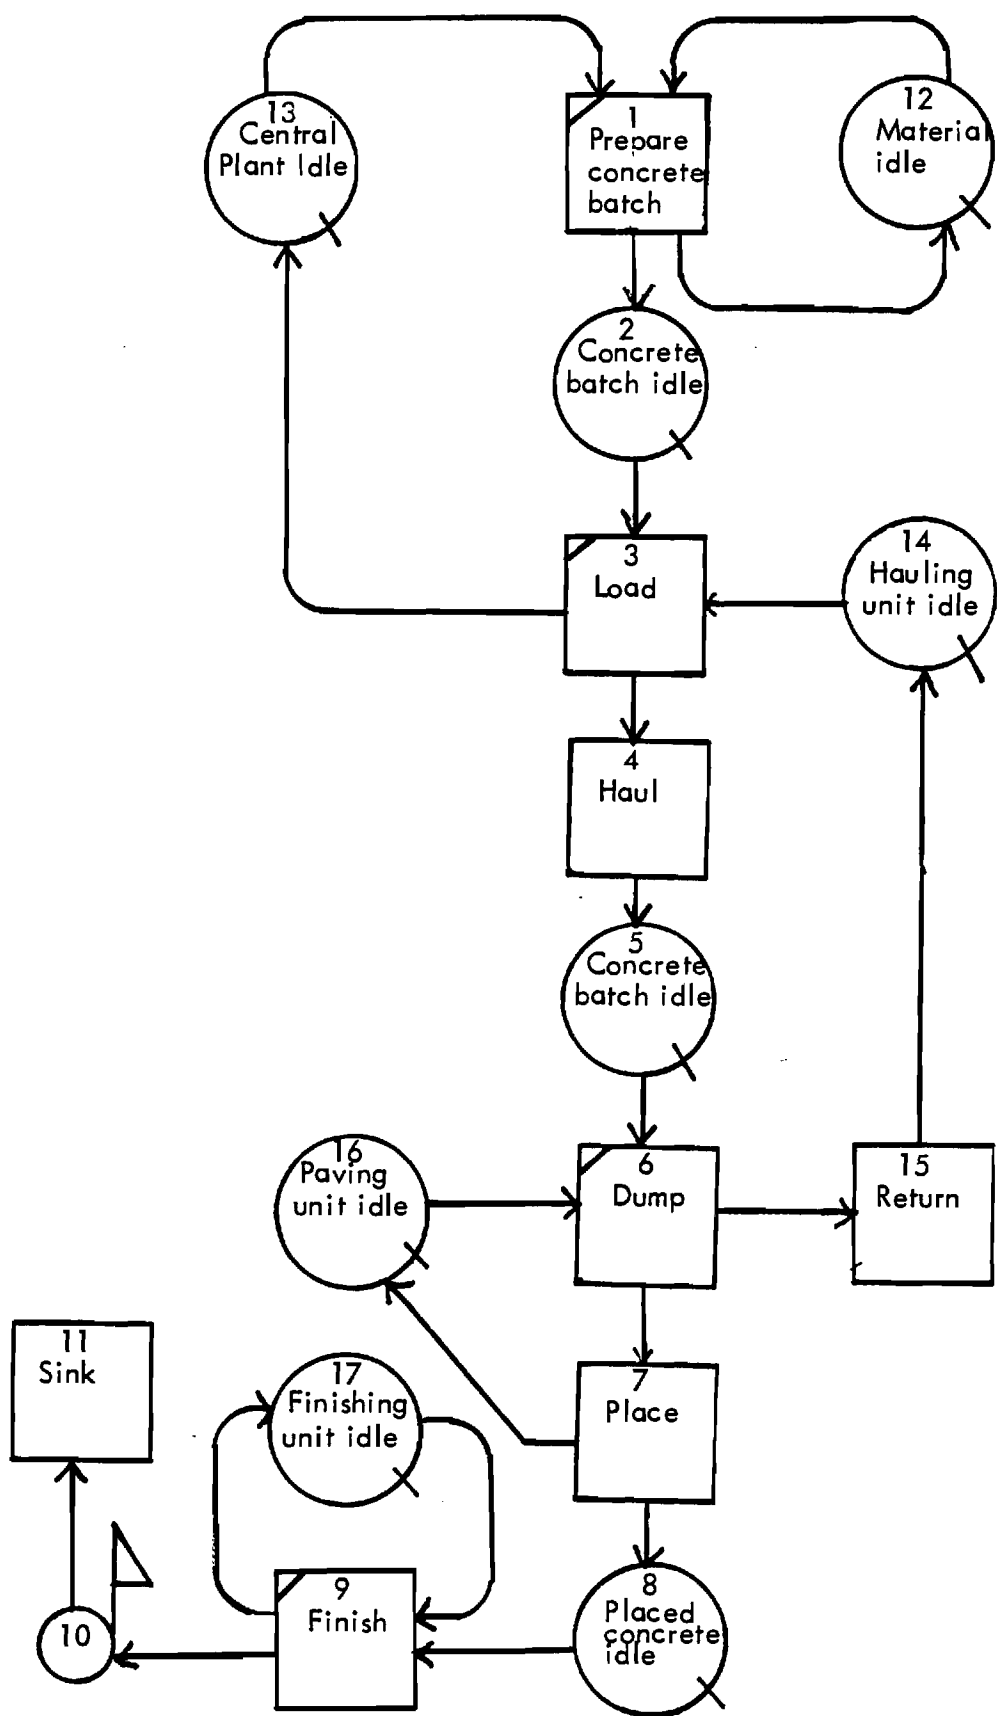 13
Central
Plant Idle
1
Prepare
concrete
batch
12
Material
idle
2
Concrete
batch idle
3
Load
14
Hauling
unit idle
4
Haul
5
Concrete
batch idle
16
Paving
unit idle
6
Dump
15
Return
11
Sink
17
Finishing
unit idle
7
Place
10
9
Finish
8
Placed
concrete
idle